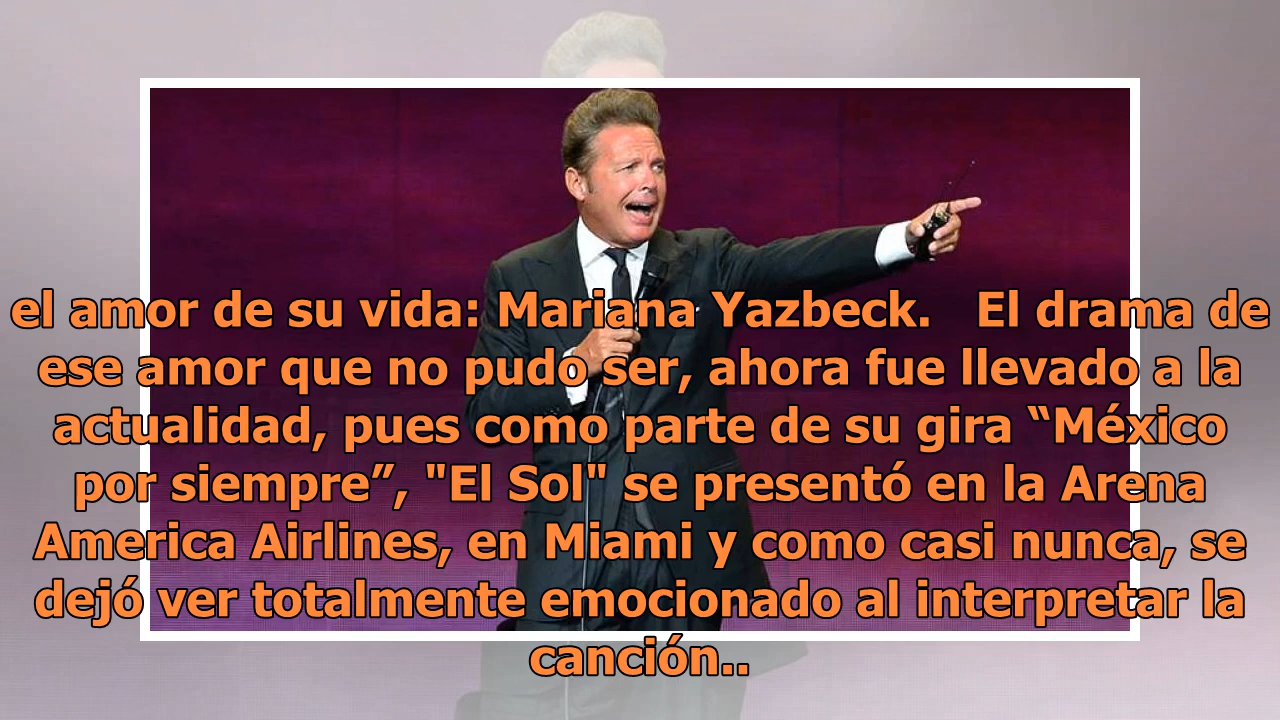 el amor de su vida: Mariana Yazbeck.   El drama de
ese amor que no pudo ser, ahora fue llevado a la
actualidad, pues como parte de su gira “México
por siempre”, "El Sol" se presentó en la Arena
America Airlines, en Miami y como casi nunca, se
dejó ver totalmente emocionado al interpretar la
canción..